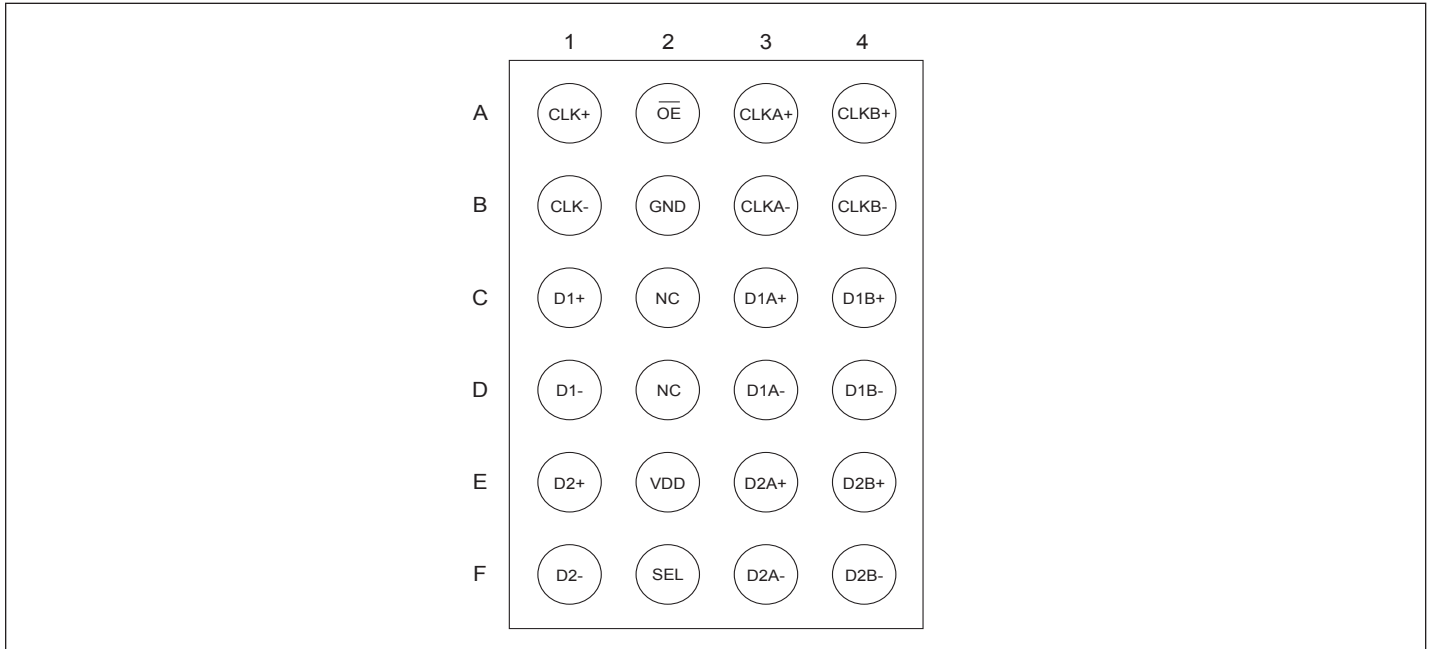 1 2 3 4
A CLK+ O̅E̅ CLKA+ CLKB+
B CLK- GND CLKA- CLKB-
C D1+ NC D1A+ D1B+
D D1- NC D1A- D1B-
E D2+ VDD D2A+ D2B+
F D2- SEL D2A- D2B-